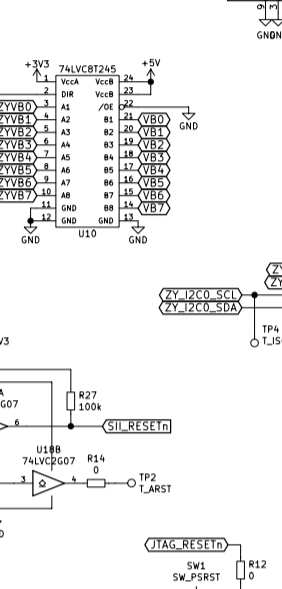 9 3
GND
+3V3 74LVC8T245 +5V
1 VccA VccB 24
2 DIR VccB 23
ZYVB0 3 A1 /OE 22
ZYVB1 4 A2 B1 21 VB0
ZYVB2 5 A3 B2 20 VB1
ZYVB3 6 A4 B3 19 VB2
ZYVB4 7 A5 B4 18 VB3
ZYVB5 8 A6 B5 17 VB4
ZYVB6 9 A7 B6 16 VB5
ZYVB7 10 A8 B7 15 VB6
11 GND B8 14 VB7
12 GND GND 13
GND
GND U10 GND
ZY_I2C0_SCL
ZY_I2C0_SDA
TP4
R27
100k
6 SII_RESETn
U18B
74LVC2G07
R14
0
3 4 TP2
T_ARST
JTAG_RESETn
SW1
SW_PSRST
R12
0